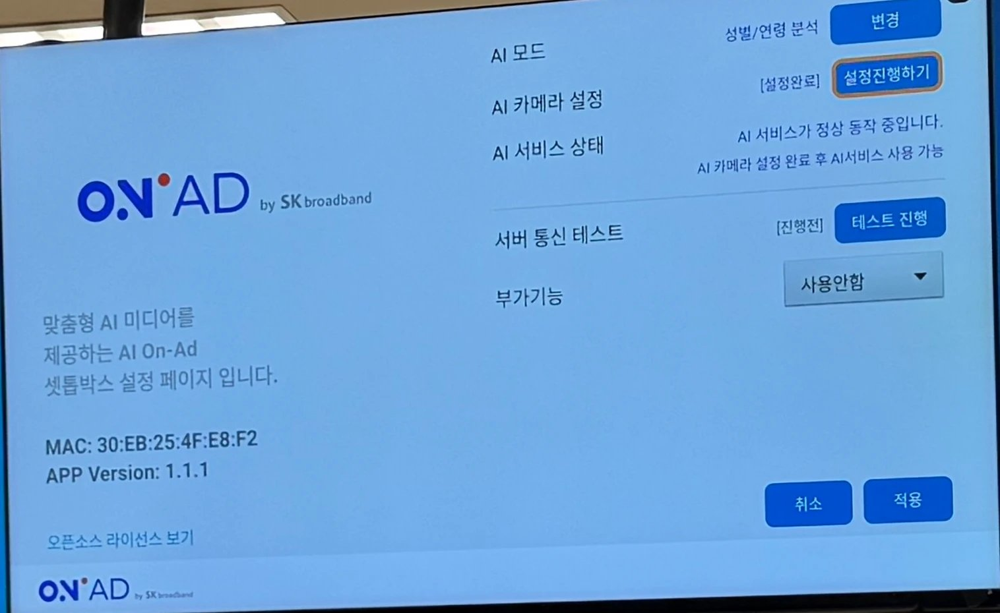 ON AD by SK broadband
맞춤형 AI 미디어를
제공하는 AI On-Ad
셋톱박스 설정 페이지 입니다.
MAC: 30:EB:25:4F:E8:F2
APP Version: 1.1.1
오픈소스 라이선스 보기
AI 모드 성별/연령 분석 변경
AI 카메라 설정 [설정완료] 설정진행하기
AI 서비스 상태 AI 서비스가 정상 동작 중입니다.
AI 카메라 설정 완료 후 AI서비스 사용 가능
서버 통신 테스트 [진행전] 테스트 진행
부가기능 사용안함
취소 적용
ON AD by SK broadband